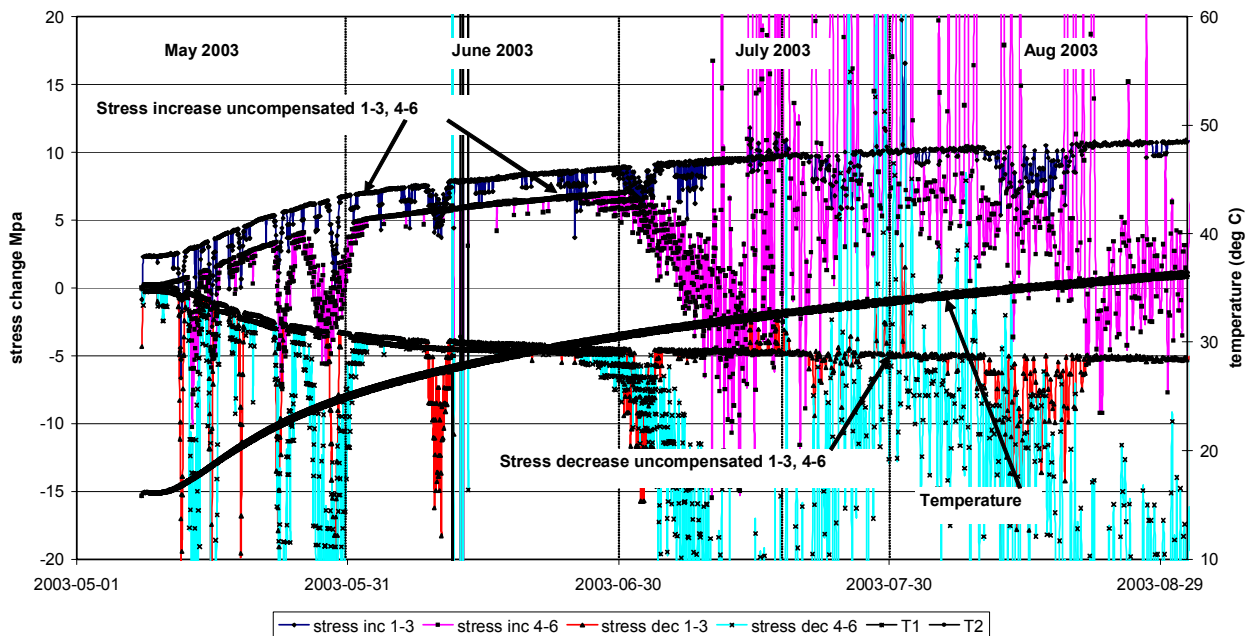 May 2003
June 2003
July 2003
Aug 2003
Stress increase uncompensated 1-3, 4-6
Stress decrease uncompensated 1-3, 4-6
Temperature
stress change Mpa
20
15
10
5
0
-5
-10
-15
-20
temperature (deg C)
60
50
40
30
20
10
2003-05-01
2003-05-31
2003-06-30
2003-07-30
2003-08-29
stress inc 1-3
stress inc 4-6
stress dec 1-3
stress dec 4-6
T1
T2